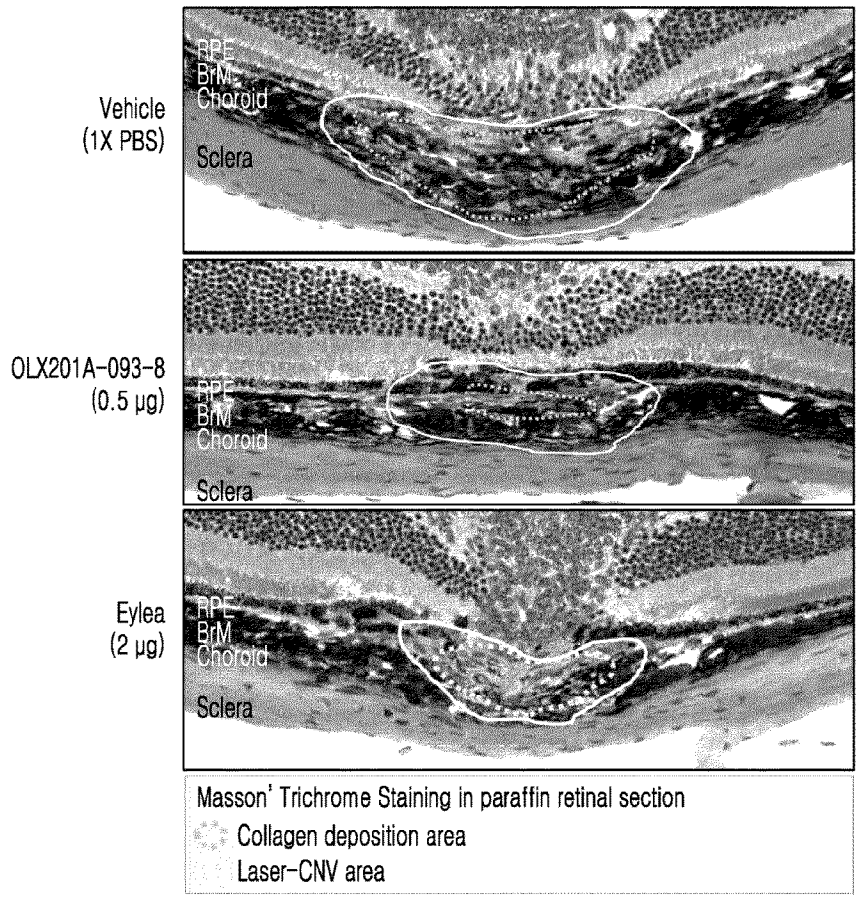 Vehicle
(1X PBS)
RPE
BrM
Choroid
Sclera
OLX201A-093-8
(0.5 µg)
RPE
BrM
Choroid
Sclera
Eylea
(2 µg)
RPE
BrM
Choroid
Sclera
Masson' Trichrome Staining in paraffin retinal section
Collagen deposition area
Laser-CNV area